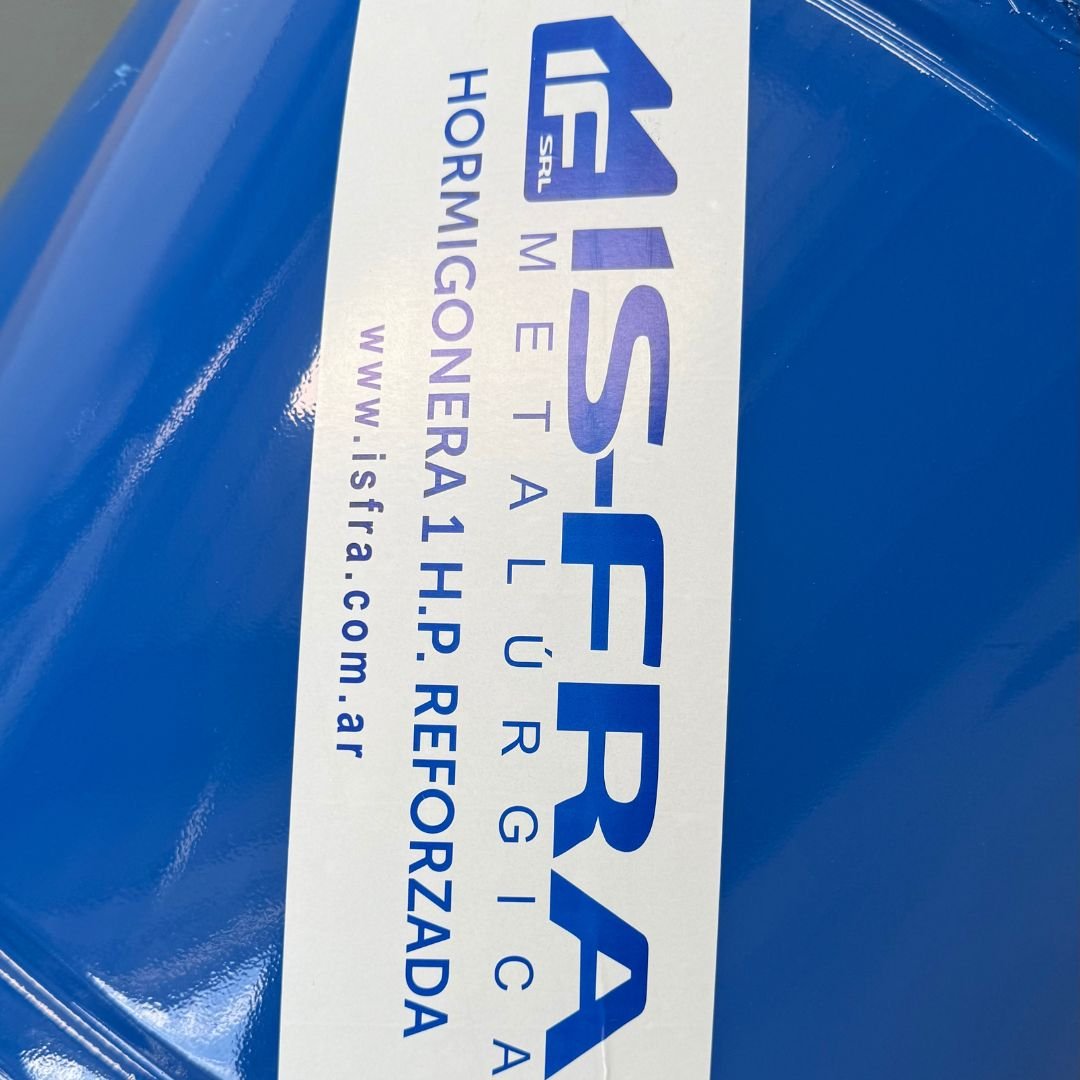 IF
SRL
IS-FRA
METALÚRGICA
HORMIGONERA 1 H.P. REFORZADA
www.isfra.com.ar